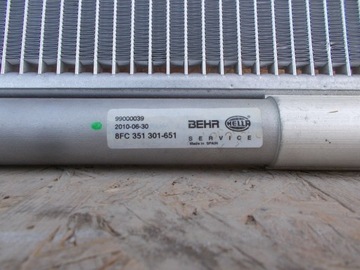 99000039
2010-06-30
8FC 351 301-651
BEHR HELLA
SERVICE
Made in SPAIN